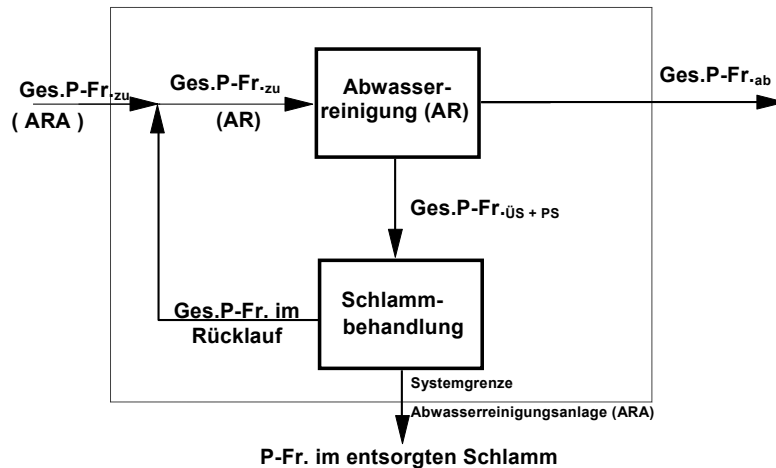 Ges.P-Fr.zu
( ARA )
Ges.P-Fr.zu
(AR)
Abwasser-
reinigung (AR)
Ges.P-Fr.ab
Ges.P-Fr.ÜS + PS
Ges.P-Fr. im
Rücklauf
Schlamm-
behandlung
Systemgrenze
Abwasserreinigungsanlage (ARA)
P-Fr. im entsorgten Schlamm